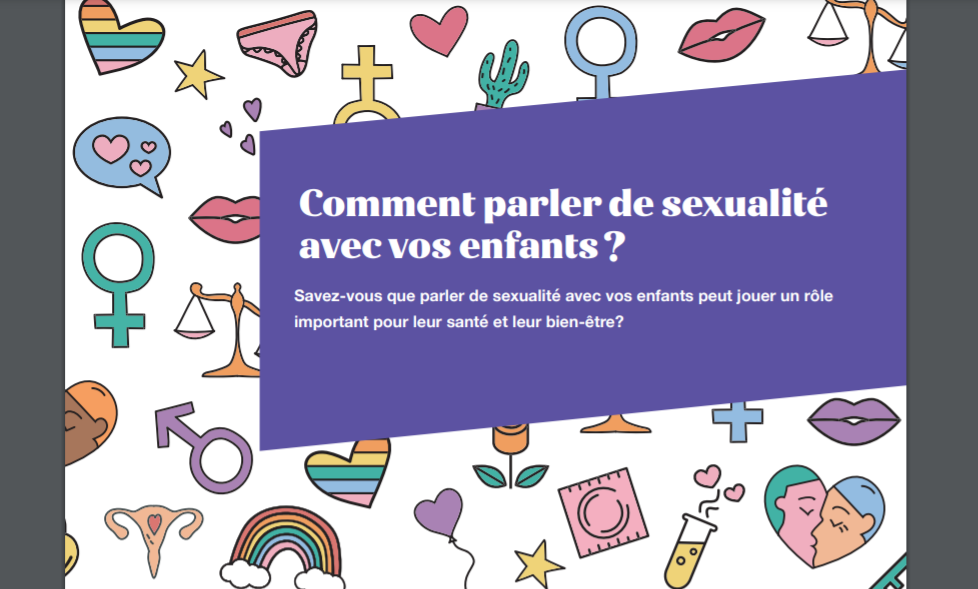 Comment parler de sexualité
avec vos enfants ?
Savez-vous que parler de sexualité avec vos enfants peut jouer un rôle
important pour leur santé et leur bien-être?